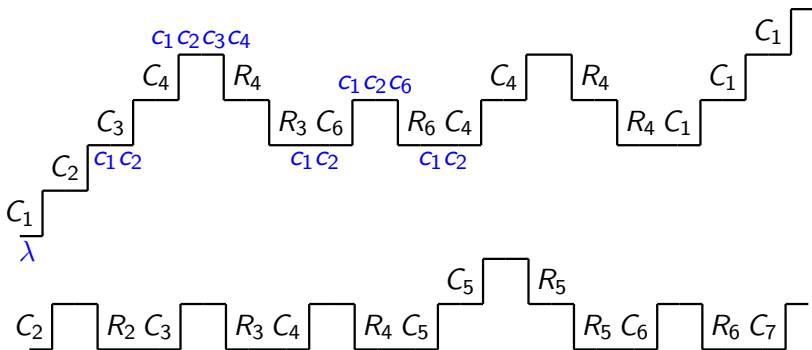 c₁c₂c₃c₄ C₁
C₄ R₄ c₁c₂c₆ C₄ R₄ C₁
C₃ R₃ C₆ R₆ C₄ R₄ C₁
c₁c₂ c₁c₂ c₁c₂
C₂
C₁
λ
C₅ R₅
C₂ R₂ C₃ R₃ C₄ R₄ C₅ R₅ C₆ R₆ C₇